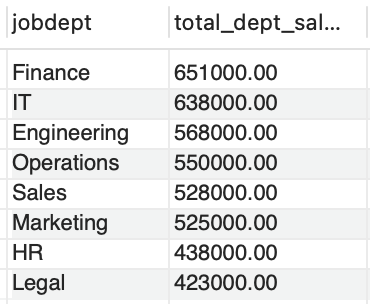 jobdept total_dept_sal...
Finance 651000.00
IT 638000.00
Engineering 568000.00
Operations 550000.00
Sales 528000.00
Marketing 525000.00
HR 438000.00
Legal 423000.00